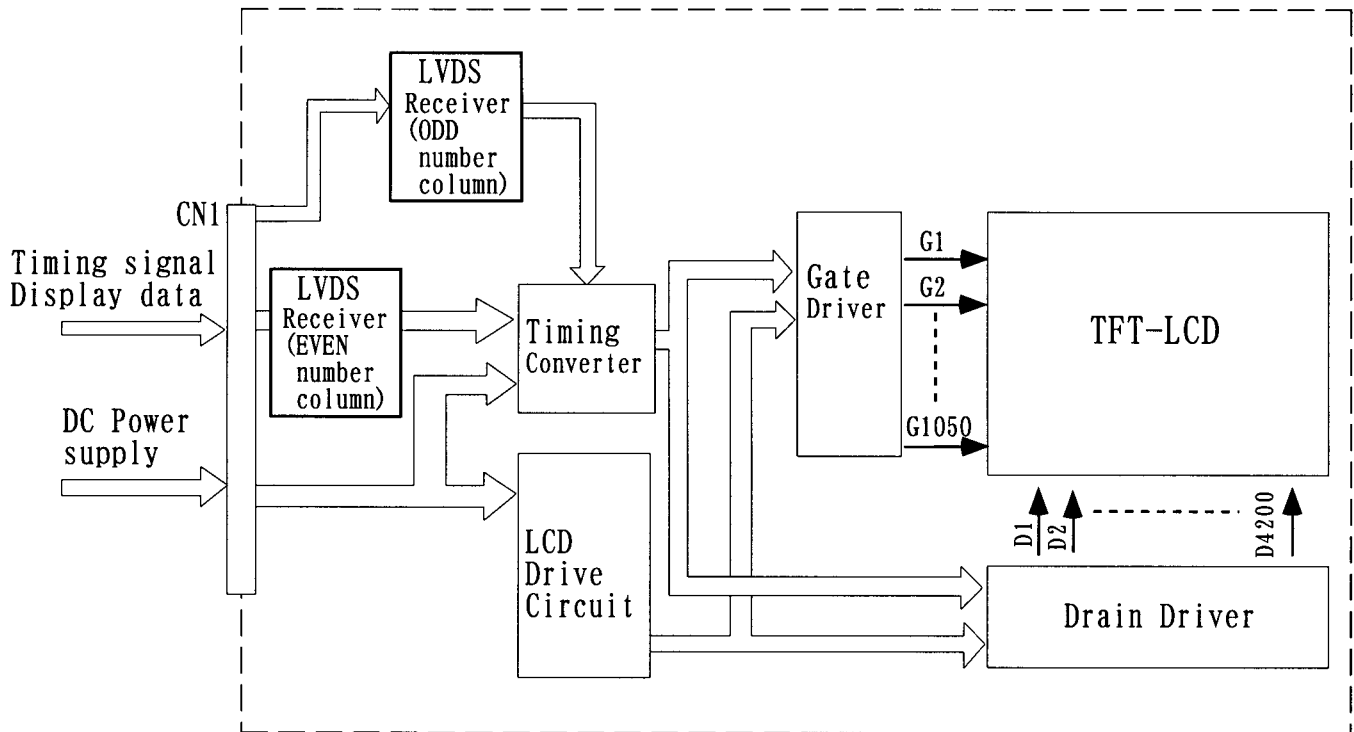 LVDS
Receiver
(ODD
number
column)
CN1
Timing signal
Display data
LVDS
Receiver
(EVEN
number
column)
Timing
Converter
Gate
Driver
G1
G2
G1050
TFT-LCD
DC Power
supply
LCD
Drive
Circuit
D1
D2
D4200
Drain Driver